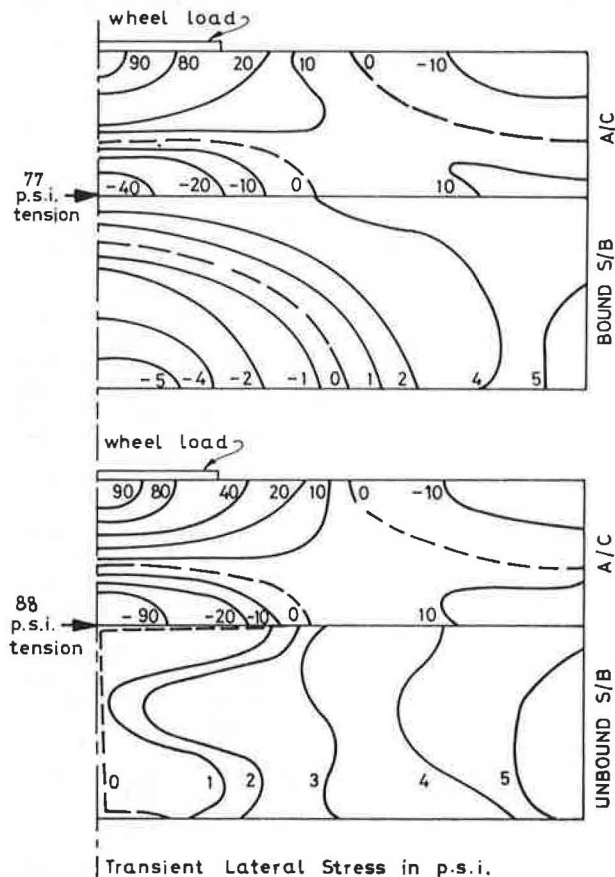 wheel load
90 80 20 10 0 -10
A/C
77
p.s.i.
tension
-40 -20 -10 0 10
BOUND S/B
-5 -4 -2 -1 0 1 2 4 5
wheel load
90 80 40 20 10 0 -10
A/C
88
p.s.i.
tension
-90 -20 -10 0 10
UNBOUND S/B
0 1 2 3 4 5
Transient Lateral Stress in p.s.i.